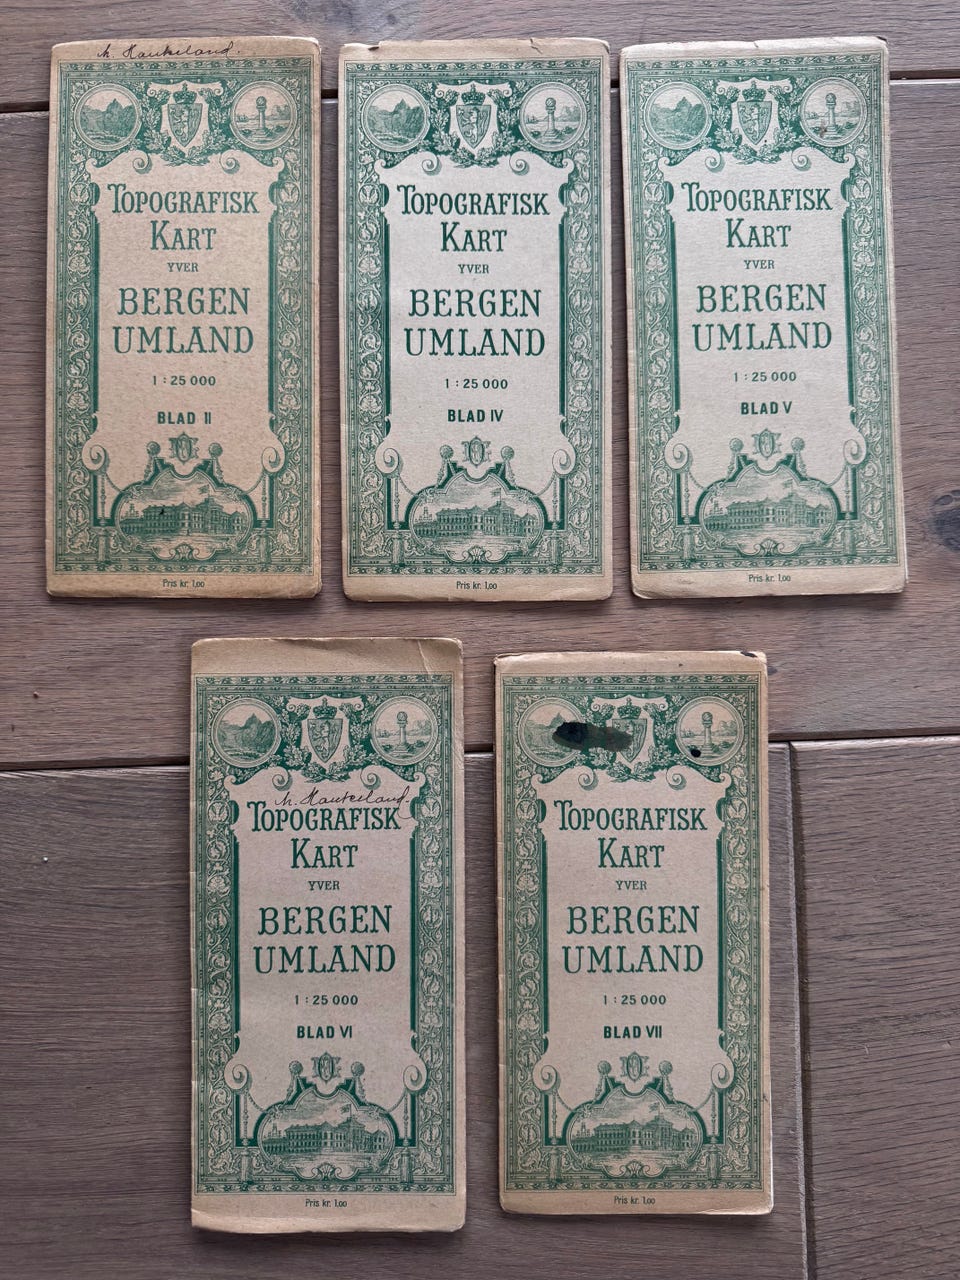 h. Haukeland.
TOPOGRAFISK
KART
YVER
BERGEN
UMLAND
1 : 25 000
BLAD II
Pris kr. 1,00
TOPOGRAFISK
KART
YVER
BERGEN
UMLAND
1 : 25 000
BLAD IV
Pris kr. 1,00
TOPOGRAFISK
KART
YVER
BERGEN
UMLAND
1 : 25 000
BLAD V
Pris kr. 1,00
h. Haukeland.
TOPOGRAFISK
KART
YVER
BERGEN
UMLAND
1 : 25 000
BLAD VI
Pris kr. 1,00
TOPOGRAFISK
KART
YVER
BERGEN
UMLAND
1 : 25 000
BLAD VII
Pris kr. 1,00